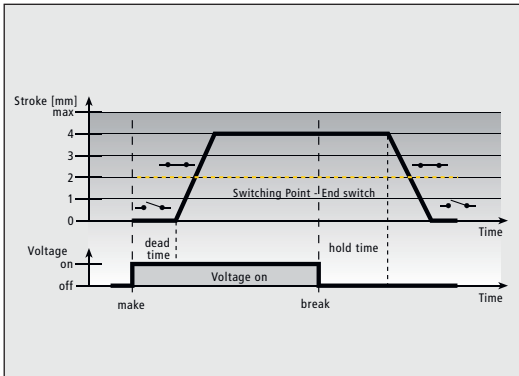 Stroke [mm]
max
4
3
2
1
0
Switching Point - End switch
Time
dead
time
hold time
Voltage
on
off
Voltage on
Time
make
break